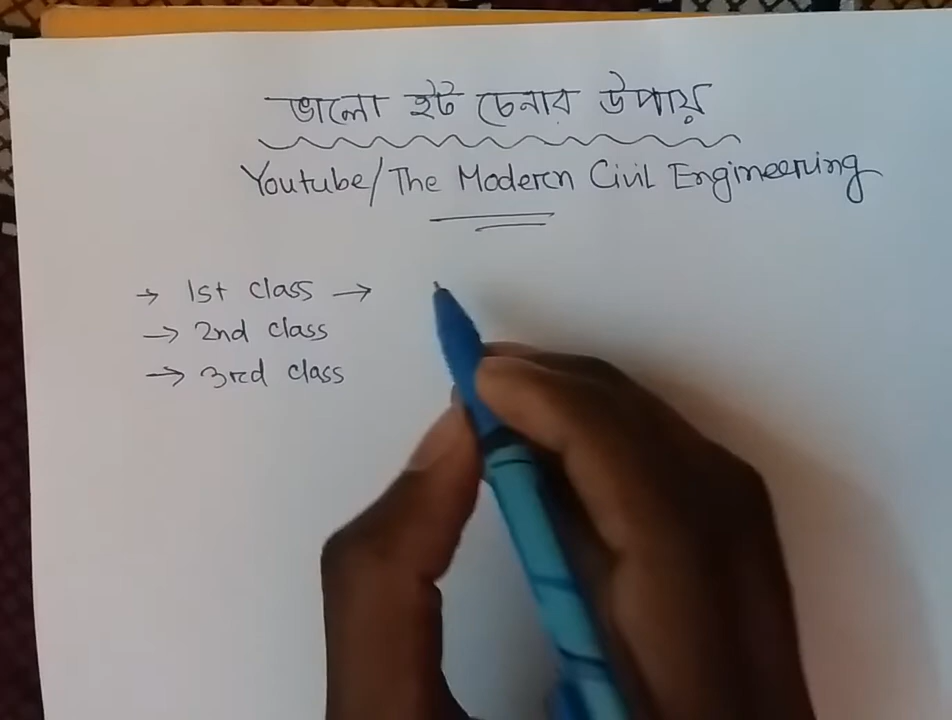 ভালো ইট চেনার উপায়
Youtube/The Modern Civil Engineering
→ 1st class →
→ 2nd class
→ 3rd class